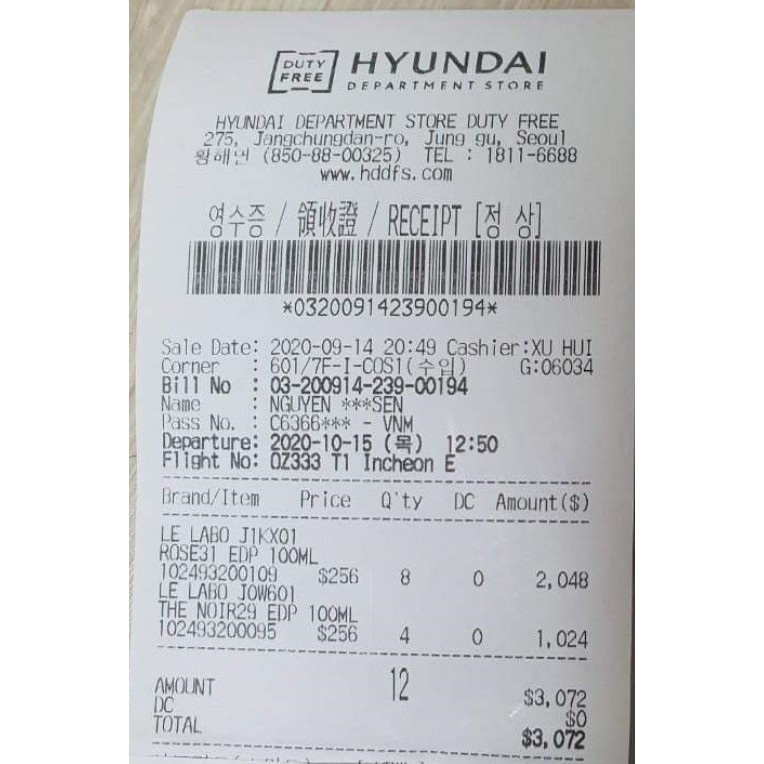 DUTY FREE HYUNDAI
DEPARTMENT STORE
HYUNDAI DEPARTMENT STORE DUTY FREE
275, Jangchungdan-ro, Jung gu, Seoul
황해연 (850-88-00325) TEL : 1811-6688
www.hddfs.com
영수증 / 領收證 / RECEIPT [정 상]
*0320091423900194*
Sale Date: 2020-09-14 20:49 Cashier:XU HUI
Corner : 601/7F-I-COS1(수입) G:06034
Bill No : 03-200914-239-00194
Name : NGUYEN ***SEN
Pass No. : C6366*** - VNM
Departure: 2020-10-15 (목) 12:50
Flight No: OZ333 T1 Incheon E
Brand/Item Price Q'ty DC Amount($)
LE LABO J1KX01
ROSE31 EDP 100ML
102493200109 $256 8 0 2,048
LE LABO J0W601
THE NOIR29 EDP 100ML
102493200095 $256 4 0 1,024
AMOUNT 12 $3,072
DC $0
TOTAL $3,072